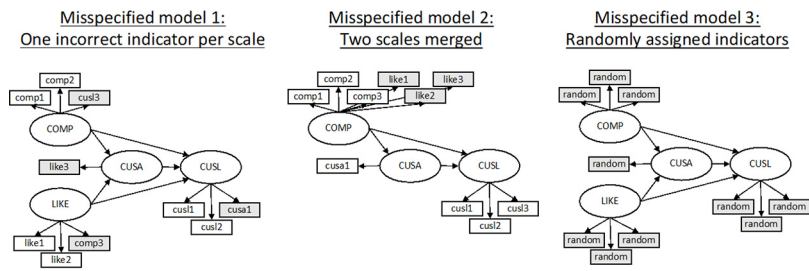 Misspecified model 1:
One incorrect indicator per scale
comp2
comp1
cusl3
COMP
like3
CUSA
CUSL
LIKE
cusl1
cusa1
cusl2
like1
comp3
like2
Misspecified model 2:
Two scales merged
comp2
like1
like3
comp1
comp3
like2
COMP
cusa1
CUSA
CUSL
cusl1
cusl3
cusl2
Misspecified model 3:
Randomly assigned indicators
random
random
random
COMP
random
CUSA
CUSL
LIKE
random
random
random
random
random
random